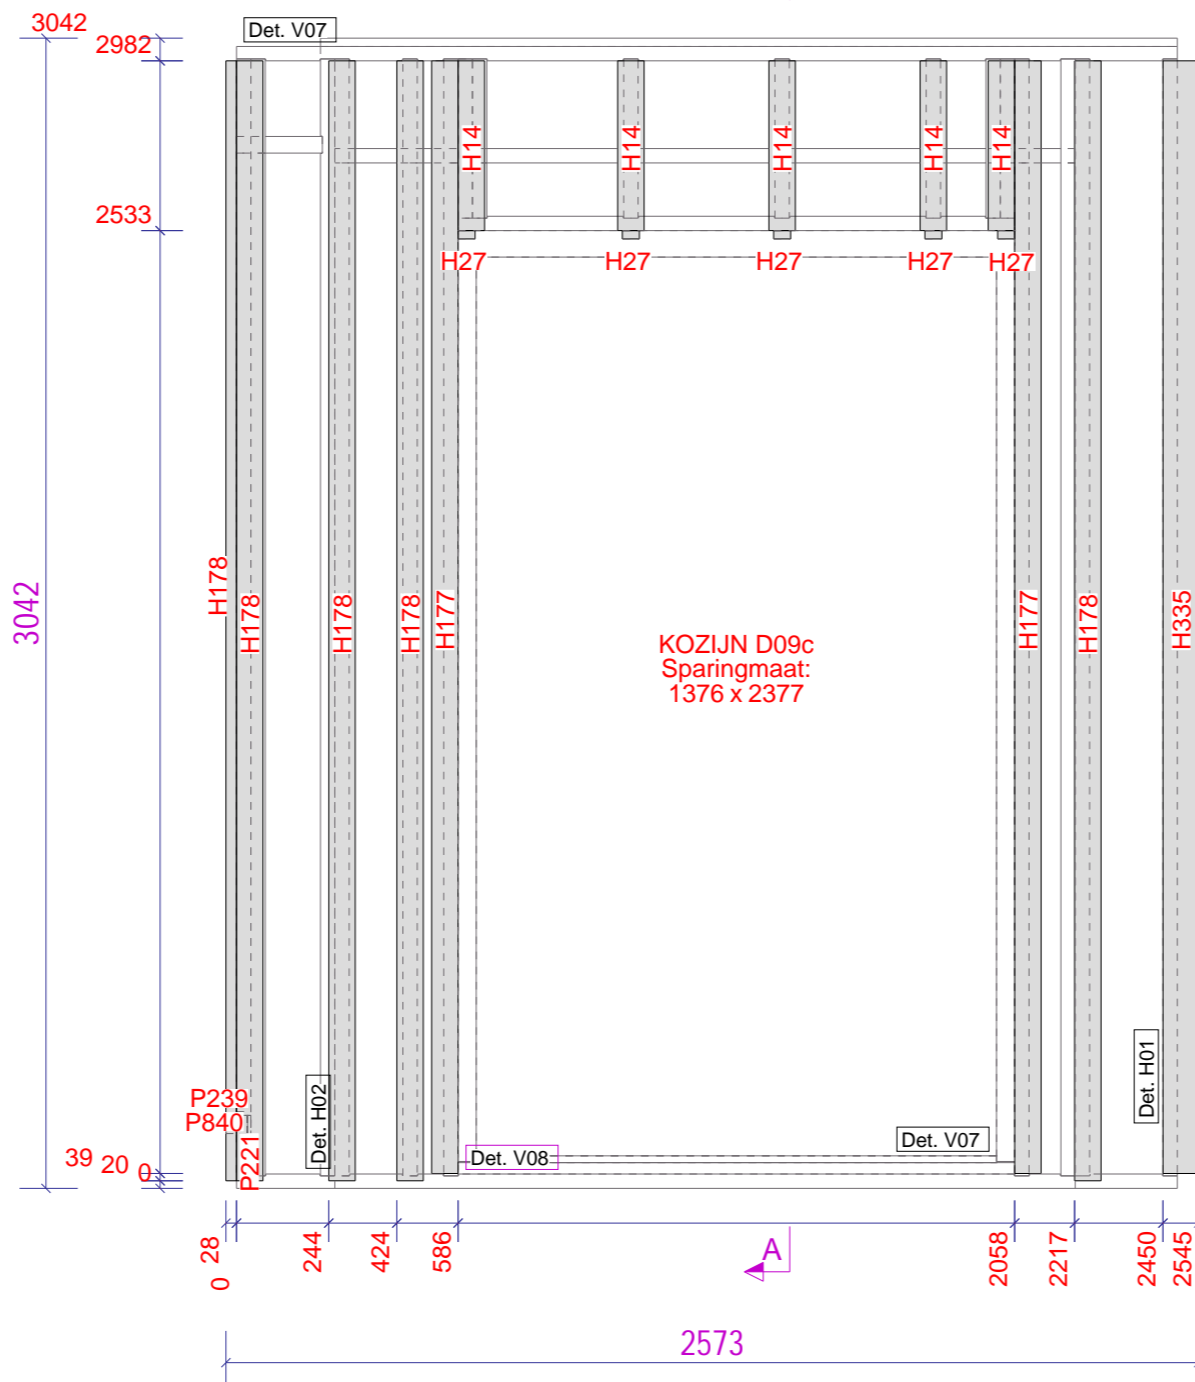 3042
Det. V07
2982
H14
H14
H14
H14
H14
2533
H27
H27
H27
H27
H27
3042
H178
H178
H178
H178
H177
H177
H178
H335
KOZIJN D09c
Sparingmaat:
1376 x 2377
P239
P840
P221
Det. H02
Det. H01
Det. V07
Det. V08
39
20
0
28
0
244
424
586
A
2058
2217
2450
2545
2573